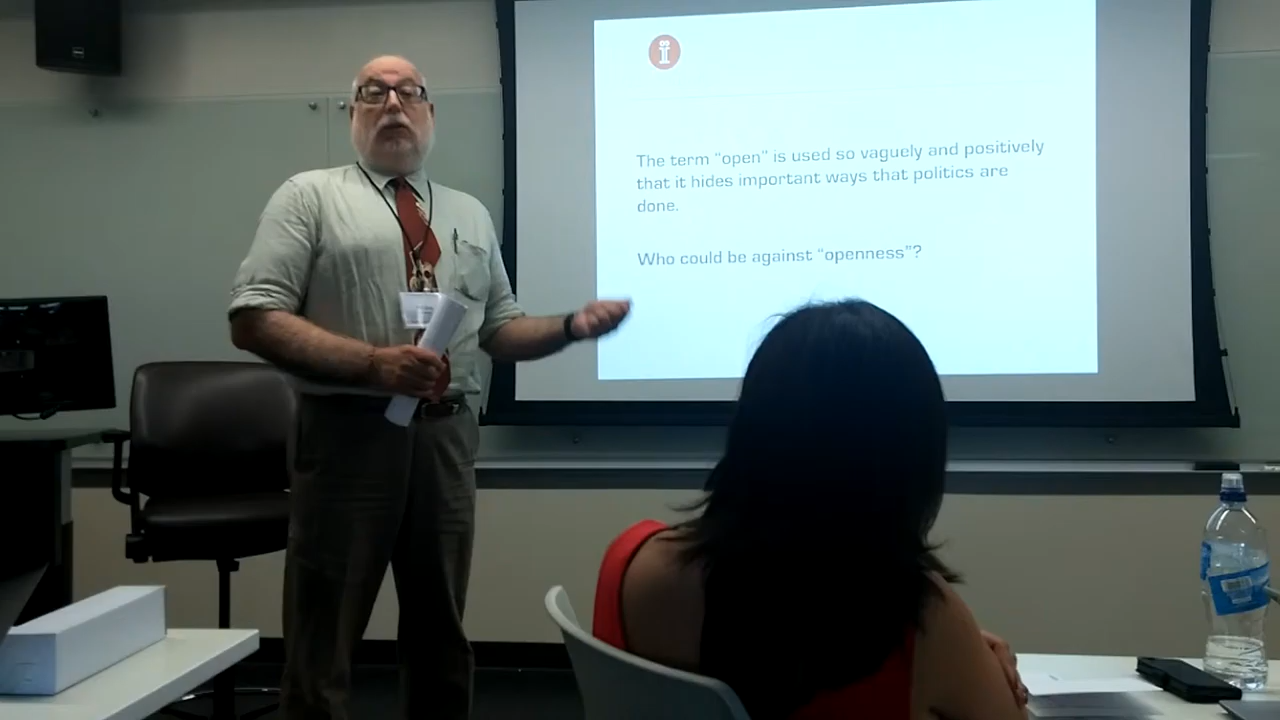 The term “open” is used so vaguely and positively
that it hides important ways that politics are
done.
Who could be against “openness”?